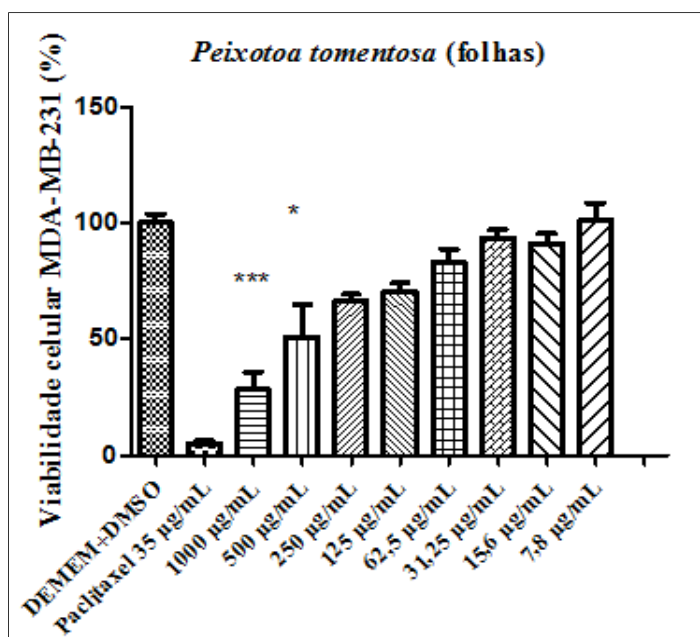 Peixotoa tomentosa (folhas)
Viabilidade celular MDA-MB-231 (%)
150
100
50
0
***
*
DEMEM+DMSO
Paclitaxel 35 µg/mL
1000 µg/mL
500 µg/mL
250 µg/mL
125 µg/mL
62,5 µg/mL
31,25 µg/mL
15,6 µg/mL
7,8 µg/mL